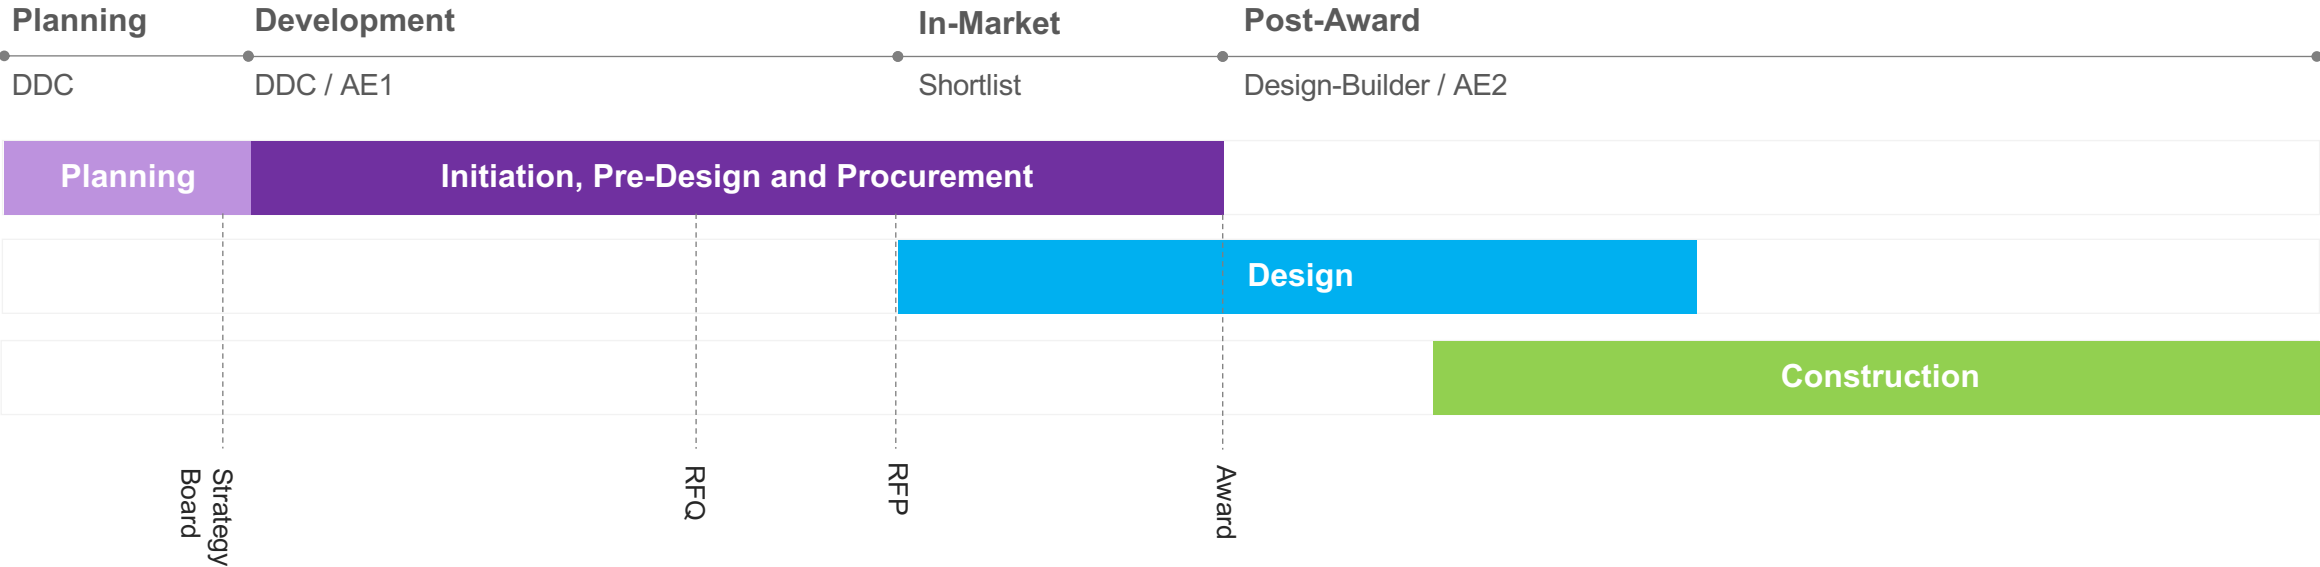 Planning
Development
In-Market
Post-Award
DDC
DDC / AE1
Shortlist
Design-Builder / AE2
Planning
Initiation, Pre-Design and Procurement
Design
Construction
Strategy
Board
RFQ
RFP
Award